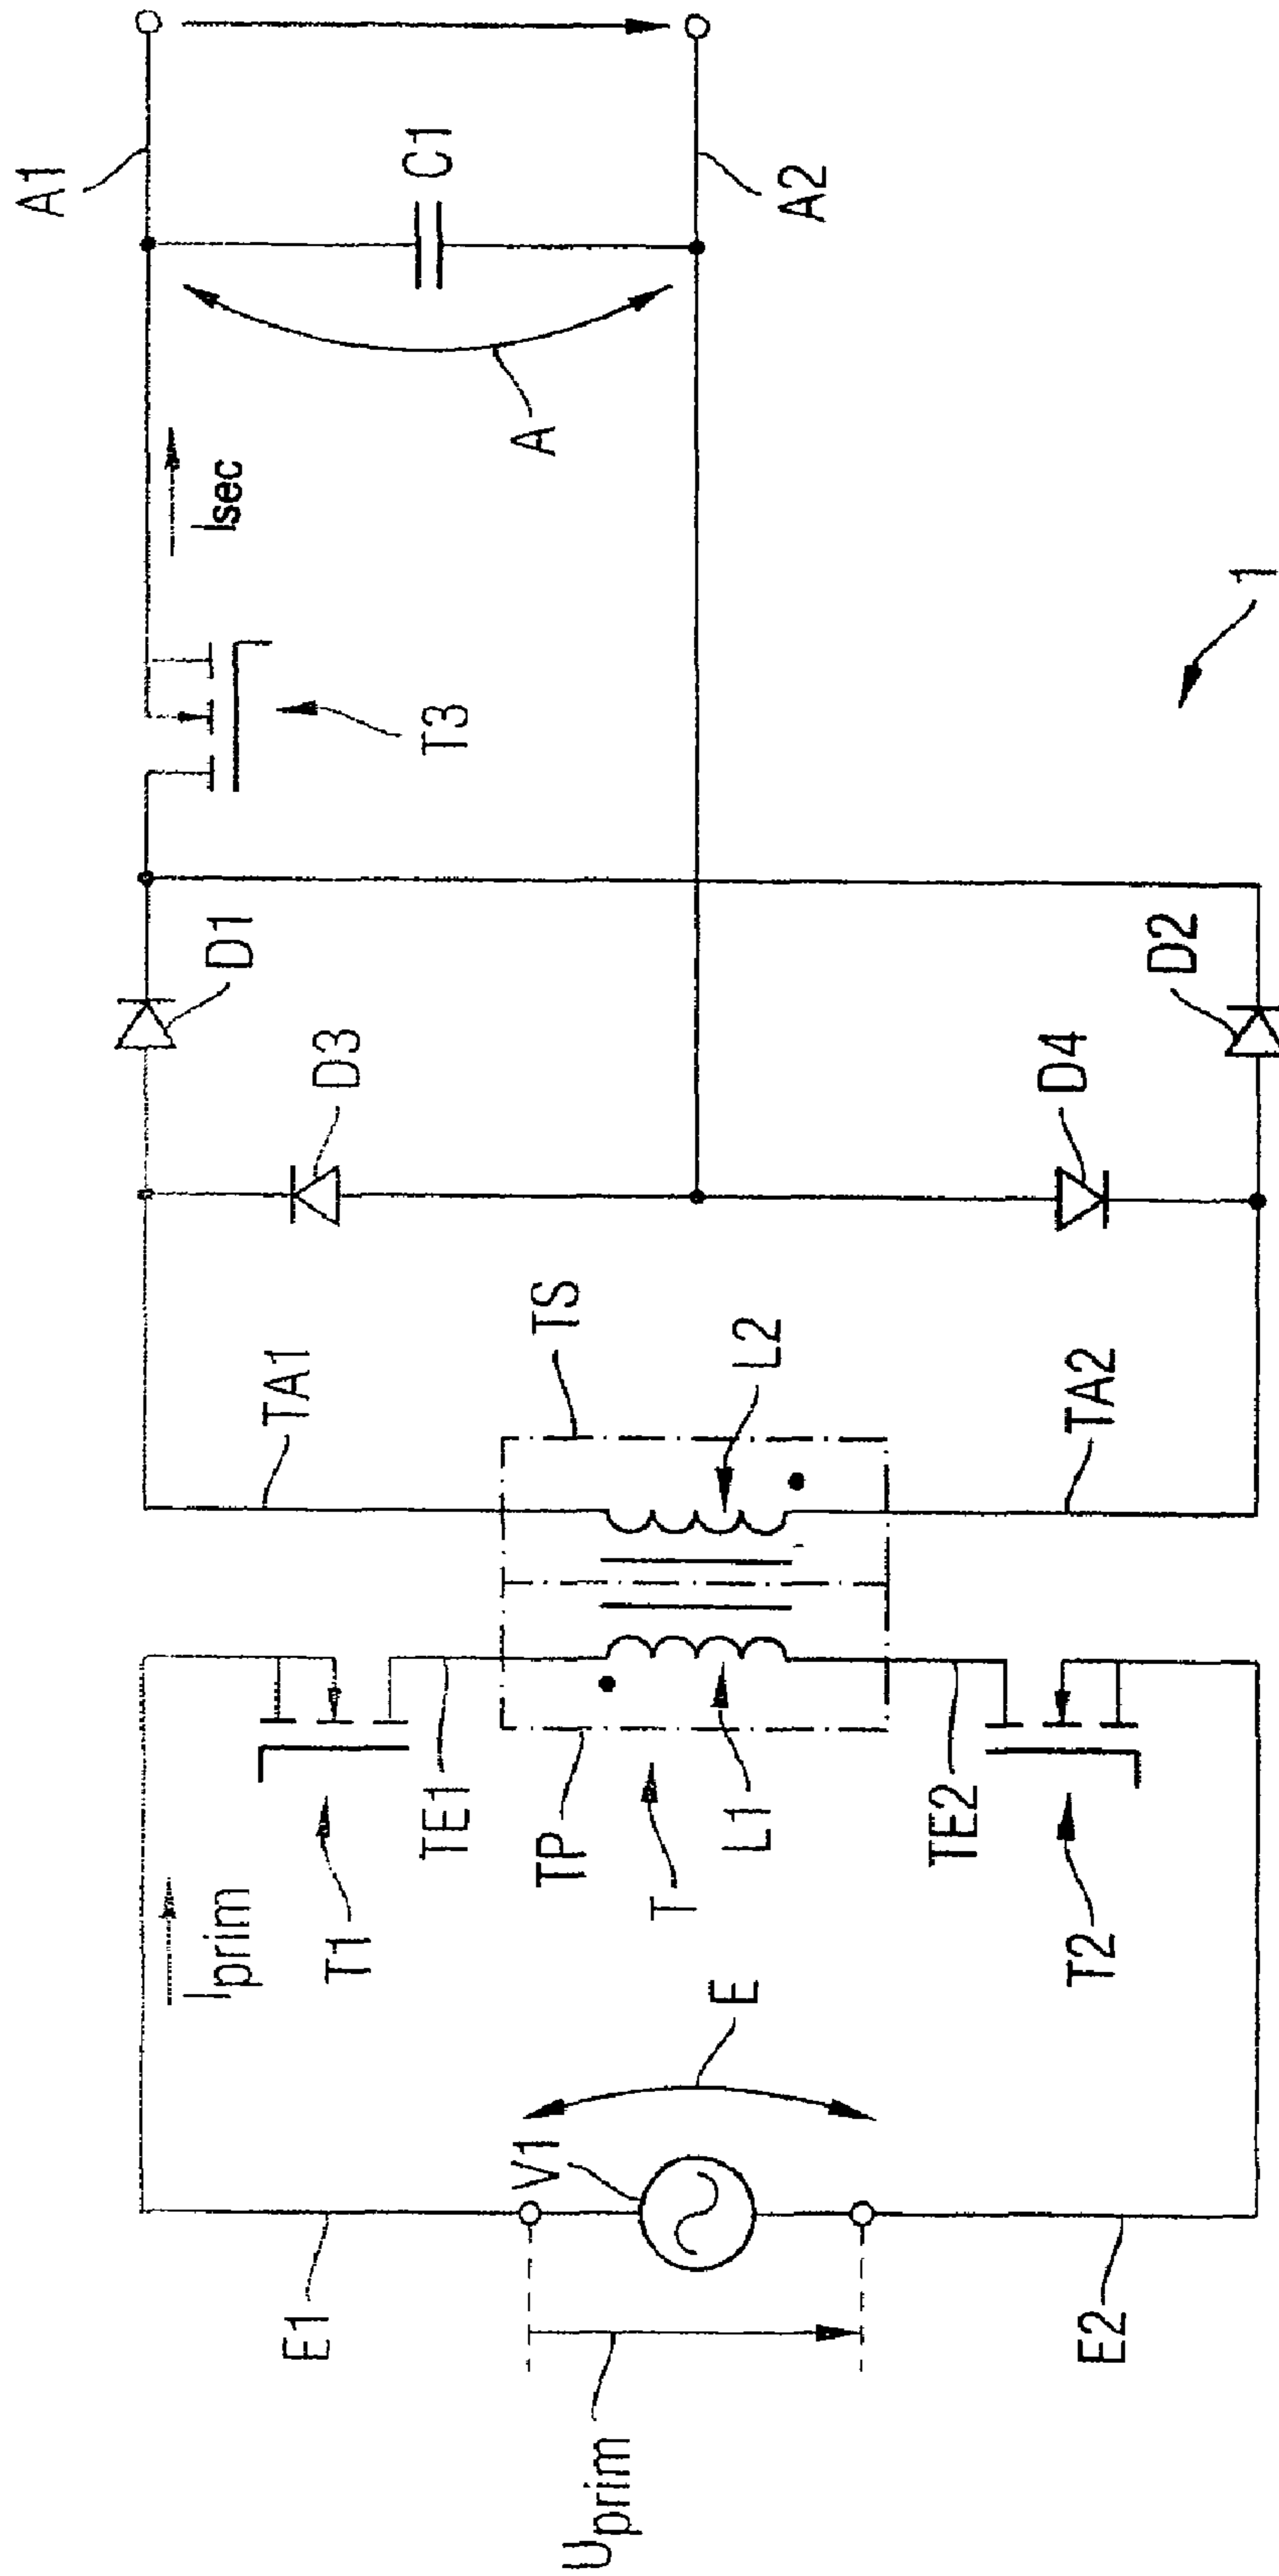 A1
C1
A2
A
Isec
T3
1
D1
D3
D4
D2
TS
TA1
L2
TA2
TE1
TP
T
L1
TE2
T1
T2
Iprim
E
V1
E1
E2
Uprim